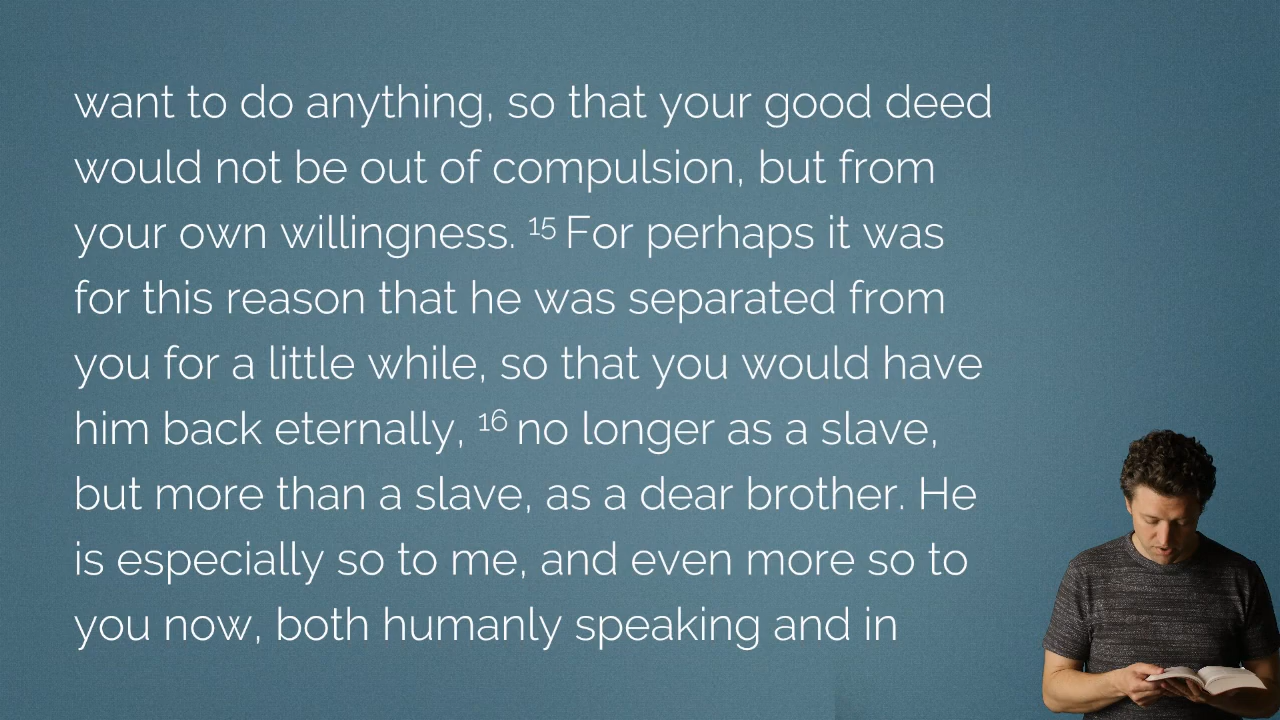 want to do anything, so that your good deed
would not be out of compulsion, but from
your own willingness. 15 For perhaps it was
for this reason that he was separated from
you for a little while, so that you would have
him back eternally, 16 no longer as a slave,
but more than a slave, as a dear brother. He
is especially so to me, and even more so to
you now, both humanly speaking and in